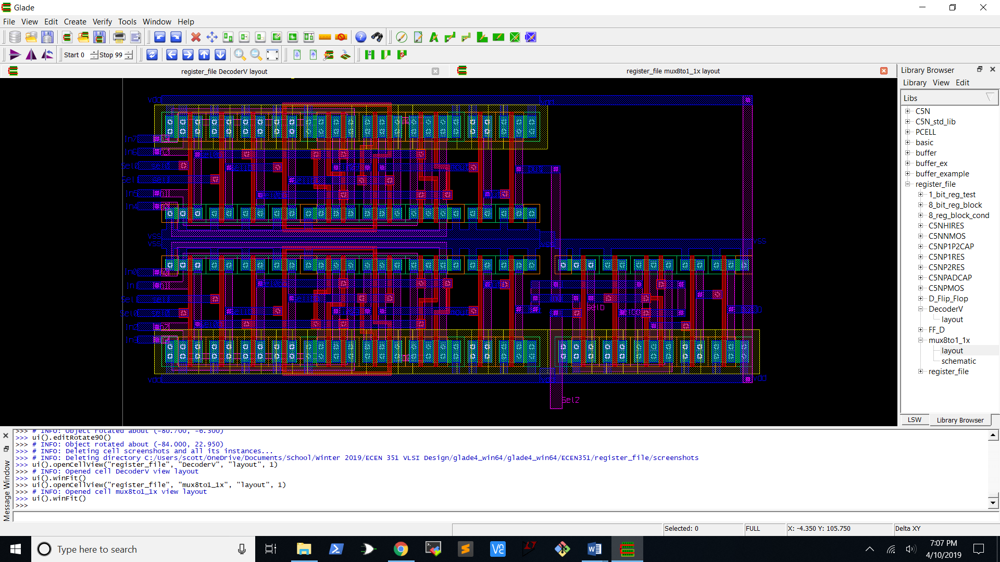 Glade
File View Edit Create Verify Tools Window Help
Start 0 Stop 99
register_file DecoderV layout
register_file mux8to1_1x layout
Library Browser
Library View Edit
Libs
C5N
C5N_std_lib
PCELL
basic
buffer
buffer_ex
buffer_example
register_file
1_bit_reg_test
8_bit_reg_block
8_reg_block_cond
C5NHIRES
C5NNMOS
C5NP1P2CAP
C5NP1RES
C5NP2RES
C5NPADCAP
C5NPMOS
D_Flip_Flop
DecoderV
layout
FF_D
mux8to1_1x
layout
schematic
register_file
LSW Library Browser
vdd
In7
In6
Sel0
Sel1
In5
In4
vss
vss
vss
In0
In1
Sel1
Sel0
In2
In3
vdd
vdd
Selb
Sel2
Message Window
>>> # INFO: Object rotated about (-80.700, -6.300)
>>> ui().editRotate90()
>>> # INFO: Object rotated about (-84.000, 22.950)
>>> # INFO: Deleting cell screenshots and all its instances...
>>> # INFO: Deleting directory C:/Users/scott/OneDrive/Documents/School/Winter 2019/ECEN 351 VLSI Design/glade4_win64/glade4_win64/ECEN351/register_file/screenshots
>>> ui().openCellView("register_file", "DecoderV", "layout", 1)
>>> # INFO: Opened cell DecoderV view layout
>>> ui().winFit()
>>> ui().openCellView("register_file", "mux8to1_1x", "layout", 1)
>>> # INFO: Opened cell mux8to1_1x view layout
>>> ui().winFit()
>>>
Selected: 0 FULL X: -4.350 Y: 105.750 Delta XY
Type here to search
7:07 PM
4/10/2019